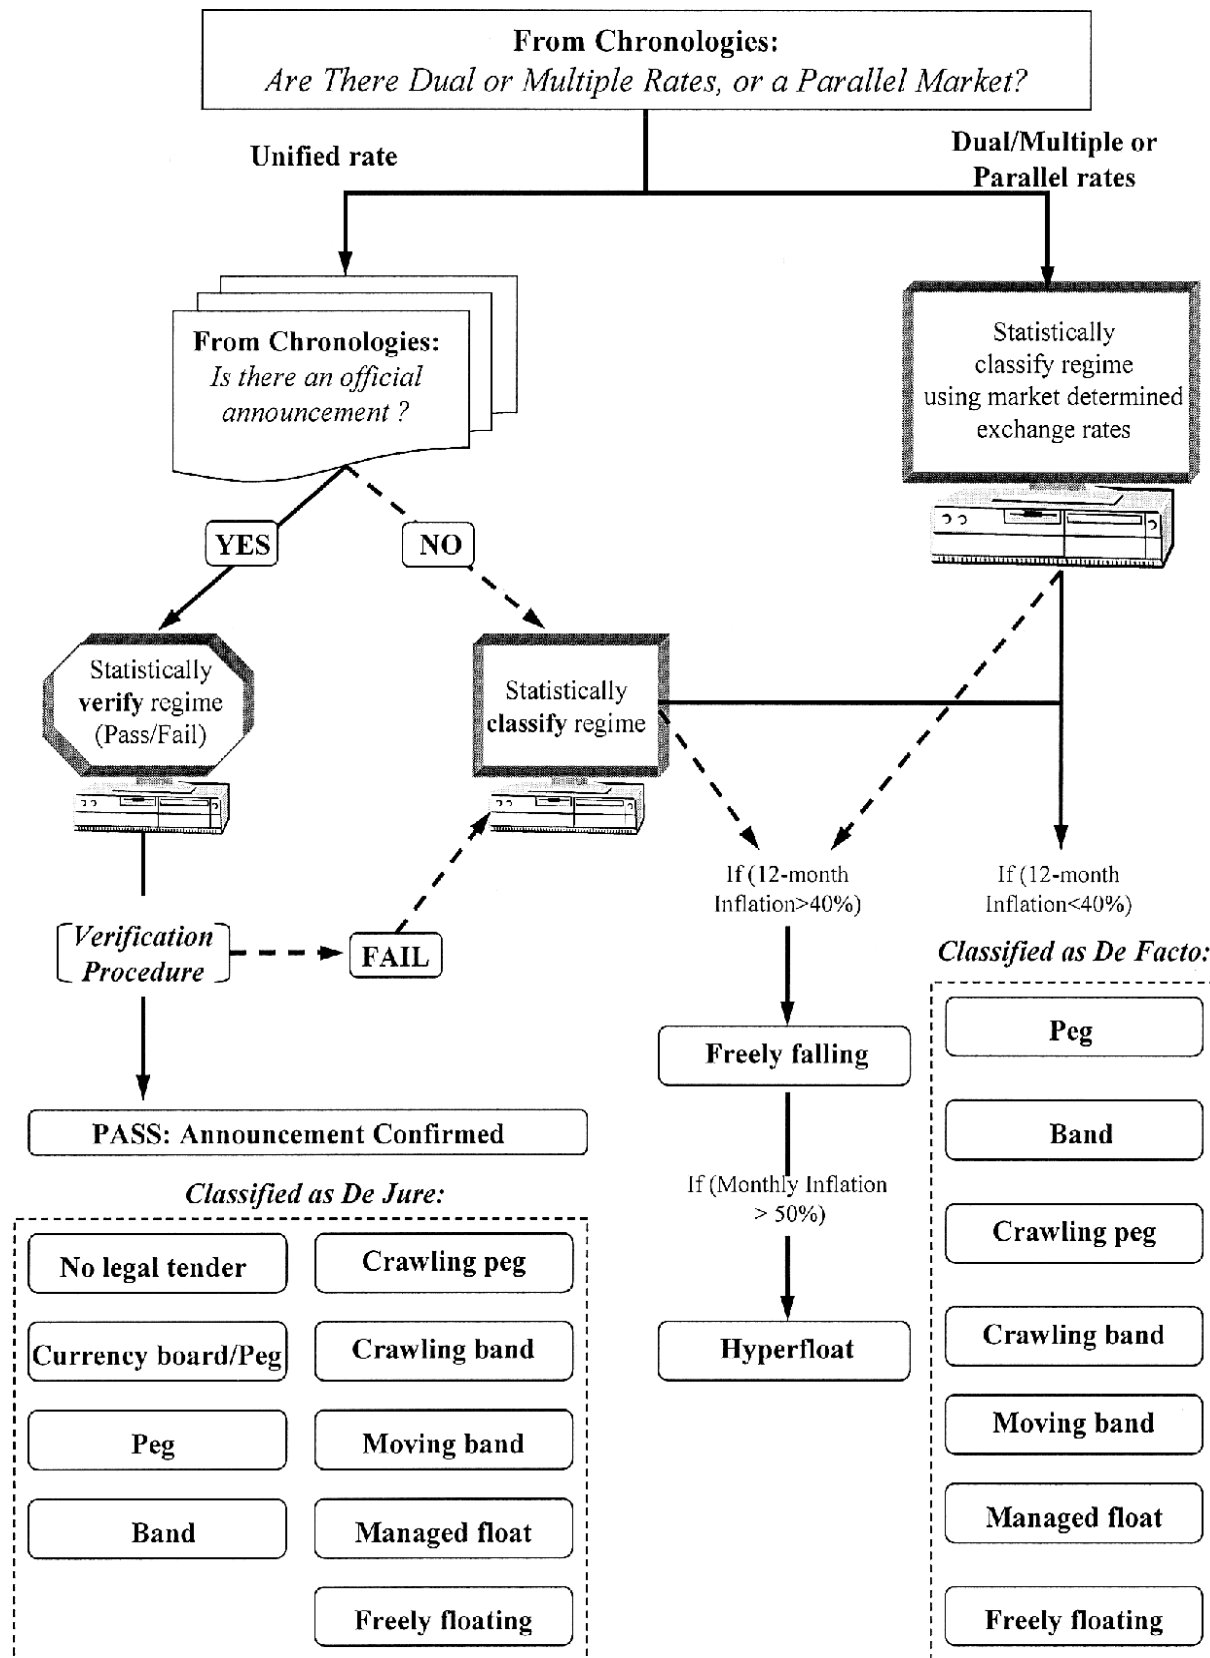 From Chronologies:
Are There Dual or Multiple Rates, or a Parallel Market?
Unified rate
Dual/Multiple or
Parallel rates
From Chronologies:
Is there an official
announcement ?
Statistically
classify regime
using market determined
exchange rates
YES
NO
Statistically
verify regime
(Pass/Fail)
Statistically
classify regime
If (12-month
Inflation>40%)
If (12-month
Inflation<40%)
Verification
Procedure
FAIL
Classified as De Facto:
Peg
Band
Crawling peg
Crawling band
Moving band
Managed float
Freely floating
Freely falling
If (Monthly Inflation
> 50%)
Hyperfloat
PASS: Announcement Confirmed
Classified as De Jure:
No legal tender
Currency board/Peg
Peg
Band
Crawling peg
Crawling band
Moving band
Managed float
Freely floating